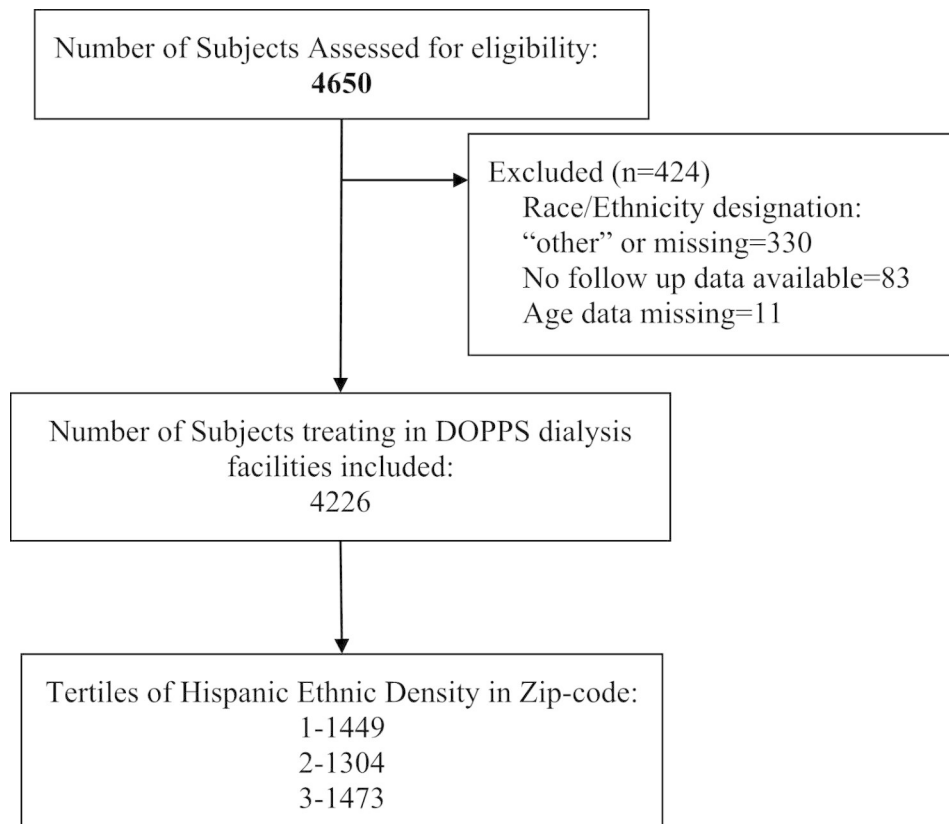 Number of Subjects Assessed for eligibility:
4650
Excluded (n=424)
Race/Ethnicity designation:
“other” or missing=330
No follow up data available=83
Age data missing=11
Number of Subjects treating in DOPPS dialysis
facilities included:
4226
Tertiles of Hispanic Ethnic Density in Zip-code:
1-1449
2-1304
3-1473